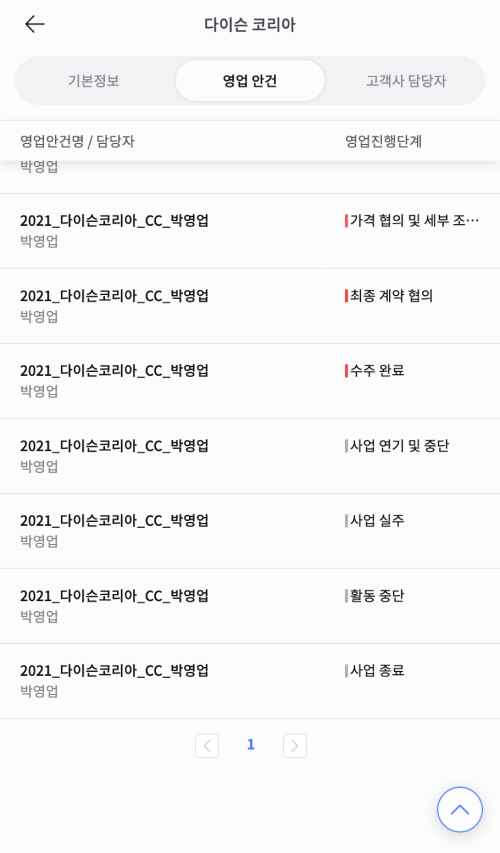 다이슨 코리아
기본정보 영업 안건 고객사 담당자
영업안건명 / 담당자 영업진행단계
박영업
2021_다이슨코리아_CC_박영업 가격 협의 및 세부 조…
박영업
2021_다이슨코리아_CC_박영업 최종 계약 협의
박영업
2021_다이슨코리아_CC_박영업 수주 완료
박영업
2021_다이슨코리아_CC_박영업 사업 연기 및 중단
박영업
2021_다이슨코리아_CC_박영업 사업 실주
박영업
2021_다이슨코리아_CC_박영업 활동 중단
박영업
2021_다이슨코리아_CC_박영업 사업 종료
박영업
1